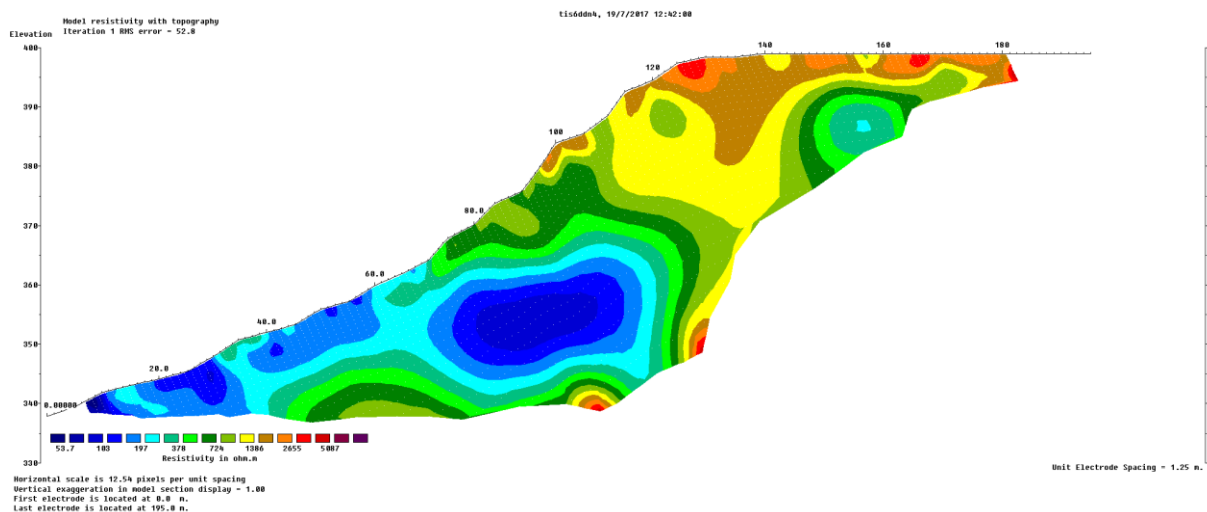 tis6ddn4, 19/7/2017 12:42:00
Model resistivity with topography
Iteration 1 RMS error = 52.8
Elevation
400
390
380
370
360
350
340
330
0.00000
20.0
40.0
60.0
80.0
100
120
140
160
180
53.7 103 197 378 724 1386 2655 5087
Resistivity in ohm.m
Unit Electrode Spacing = 1.25 m.
Horizontal scale is 12.54 pixels per unit spacing
Vertical exaggeration in model section display = 1.00
First electrode is located at 0.0 m.
Last electrode is located at 195.0 m.